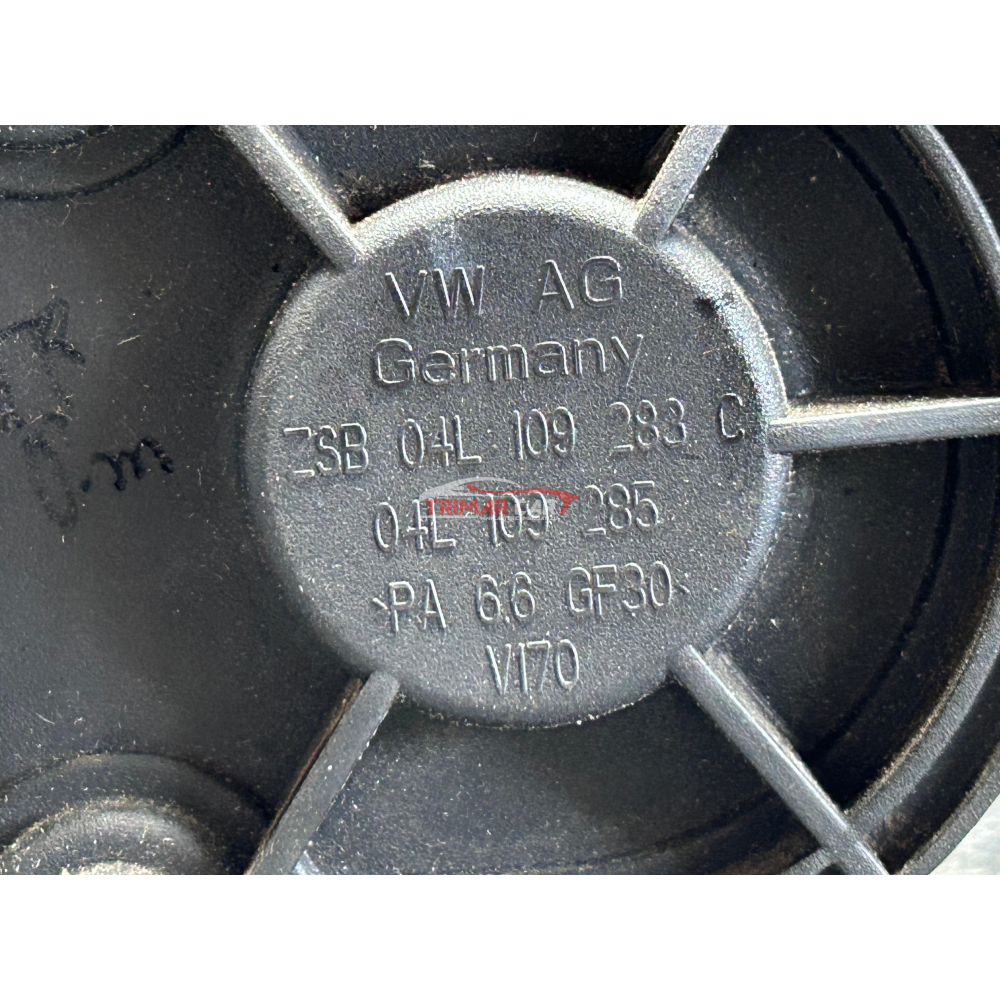 VW AG
Germany
ZSB 04L 109 283 C
04L 109 285
>PA 6.6 GF30<
V170